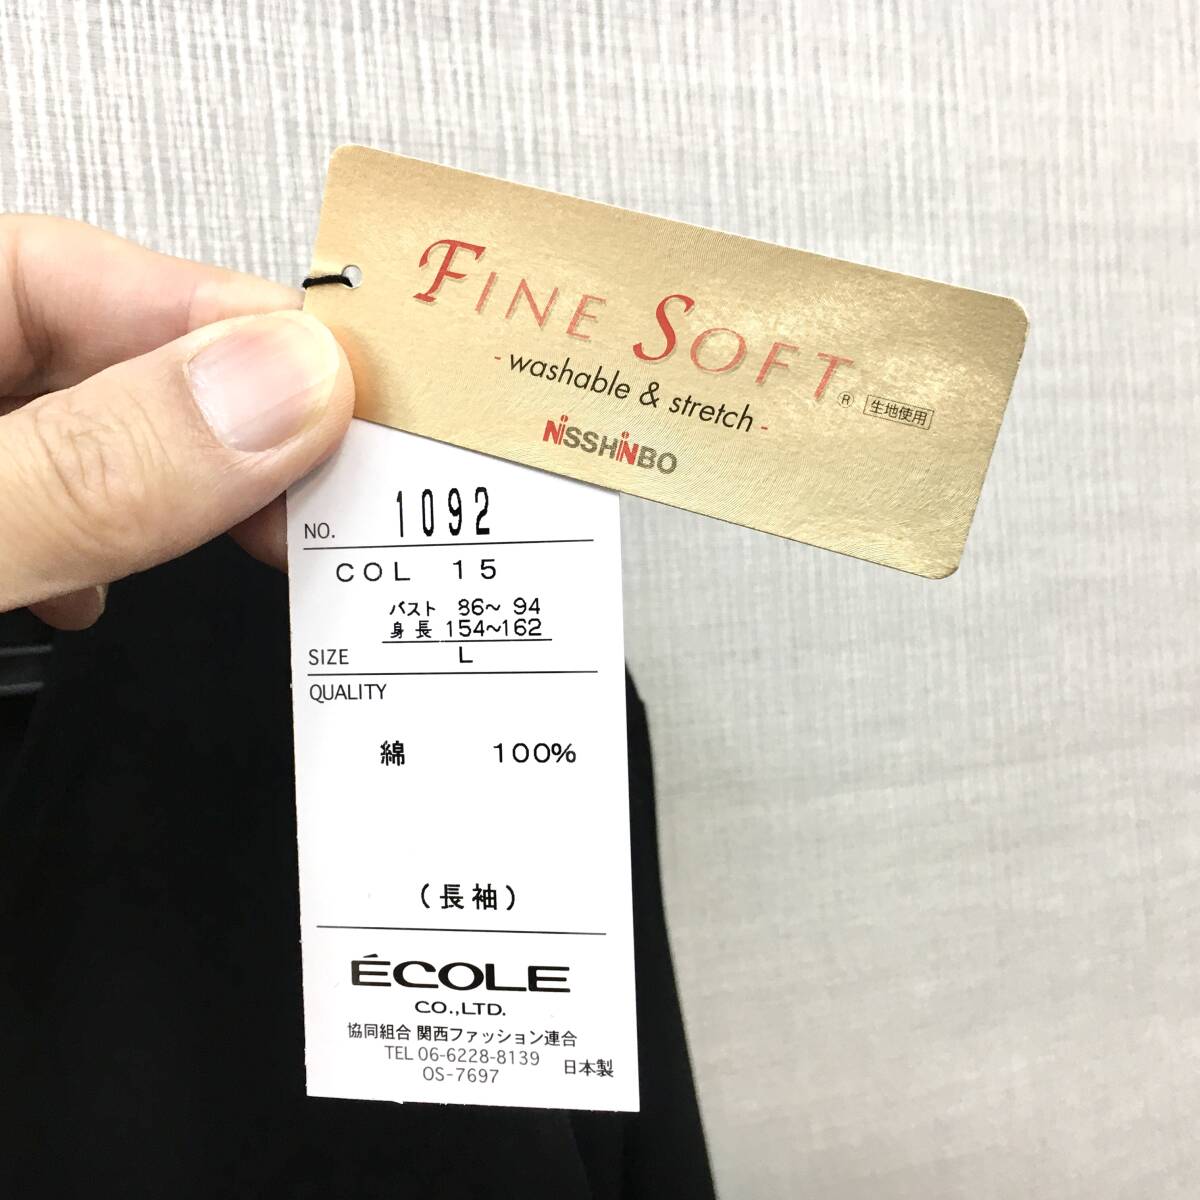 FINE SOFT ® 生地使用
- washable & stretch -
NISSHINBO
NO. 1092
COL 15
バスト 86~ 94
身長 154~162
SIZE L
QUALITY
綿 100%
(長袖)
ÉCOLE
CO.,LTD.
協同組合 関西ファッション連合
TEL 06-6228-8139
OS-7697 日本製